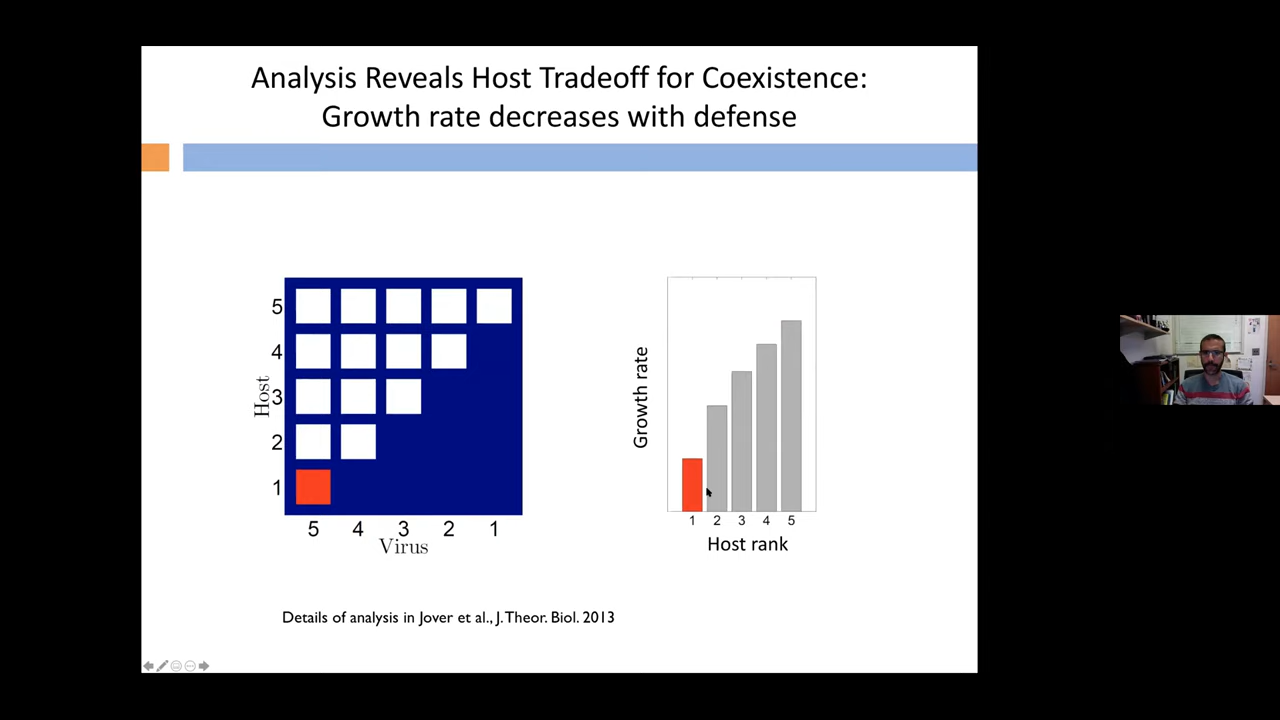 Analysis Reveals Host Tradeoff for Coexistence:
Growth rate decreases with defense
Host
5
4
3
2
1
5 4 3 2 1
Virus
Growth rate
1 2 3 4 5
Host rank
Details of analysis in Jover et al., J. Theor. Biol. 2013